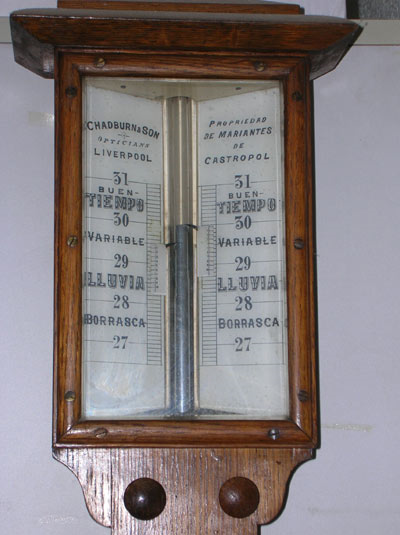 CHADBURN & SON
OPTICIANS
LIVERPOOL
31
BUEN-
TIEMPO
30
VARIABLE
29
LLUVIA
28
BORRASCA
27
PROPRIEDAD
DE MARIANTES
DE
CASTROPOL
31
BUEN-
TIEMPO
30
VARIABLE
29
LLUVIA
28
BORRASCA
27